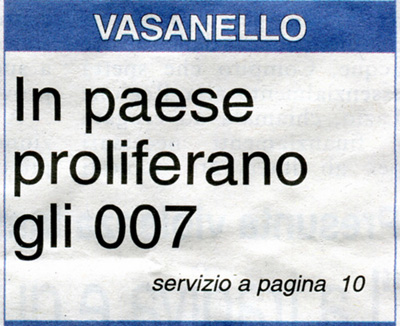 VASANELLO
In paese
proliferano
gli 007
servizio a pagina 10